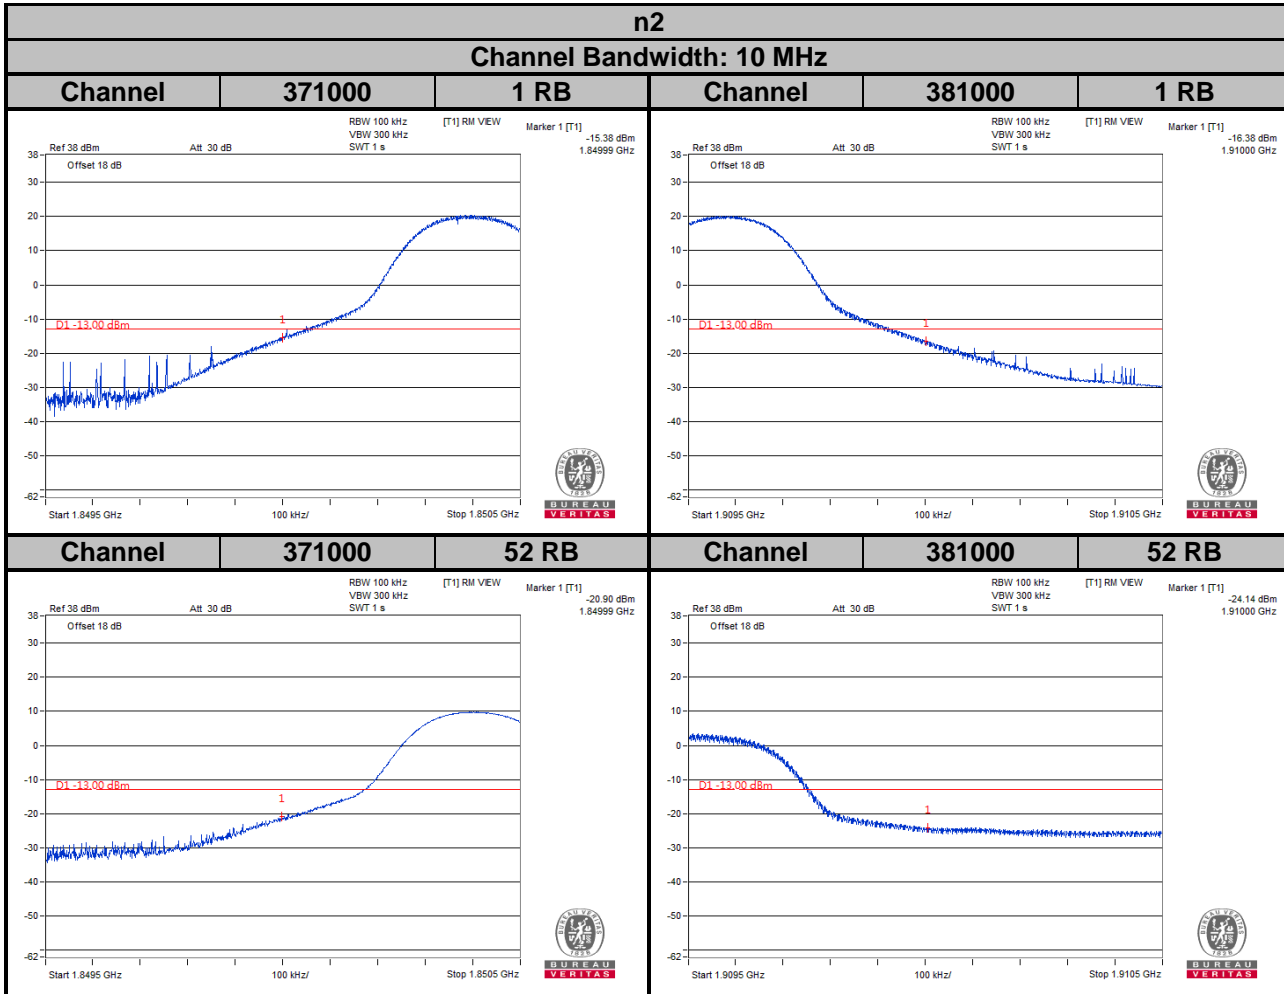 n2
Channel Bandwidth: 10 MHz
Channel 371000 1 RB Channel 381000 1 RB
RBW 100 kHz [T1] RM VIEW Marker 1 [T1]
VBW 300 kHz -15.38 dBm
Ref 38 dBm Att 30 dB SWT 1 s 1.84999 GHz
38
Offset 18 dB
30
20
10
0
-10
D1 -13.00 dBm
1
-20
-30
-40
-50
-62
Start 1.8495 GHz 100 kHz/ Stop 1.8505 GHz
BUREAU VERITAS
1828
BUREAU
VERITAS
RBW 100 kHz [T1] RM VIEW Marker 1 [T1]
VBW 300 kHz -16.38 dBm
Ref 38 dBm Att 30 dB SWT 1 s 1.91000 GHz
38
Offset 18 dB
30
20
10
0
-10
D1 -13.00 dBm
1
-20
-30
-40
-50
-62
Start 1.9095 GHz 100 kHz/ Stop 1.9105 GHz
BUREAU VERITAS
1828
BUREAU
VERITAS
Channel 371000 52 RB Channel 381000 52 RB
RBW 100 kHz [T1] RM VIEW Marker 1 [T1]
VBW 300 kHz -20.90 dBm
Ref 38 dBm Att 30 dB SWT 1 s 1.84999 GHz
38
Offset 18 dB
30
20
10
0
-10
D1 -13.00 dBm
1
-20
-30
-40
-50
-62
Start 1.8495 GHz 100 kHz/ Stop 1.8505 GHz
BUREAU VERITAS
1828
BUREAU
VERITAS
RBW 100 kHz [T1] RM VIEW Marker 1 [T1]
VBW 300 kHz -24.14 dBm
Ref 38 dBm Att 30 dB SWT 1 s 1.91000 GHz
38
Offset 18 dB
30
20
10
0
-10
D1 -13.00 dBm
1
-20
-30
-40
-50
-62
Start 1.9095 GHz 100 kHz/ Stop 1.9105 GHz
BUREAU VERITAS
1828
BUREAU
VERITAS